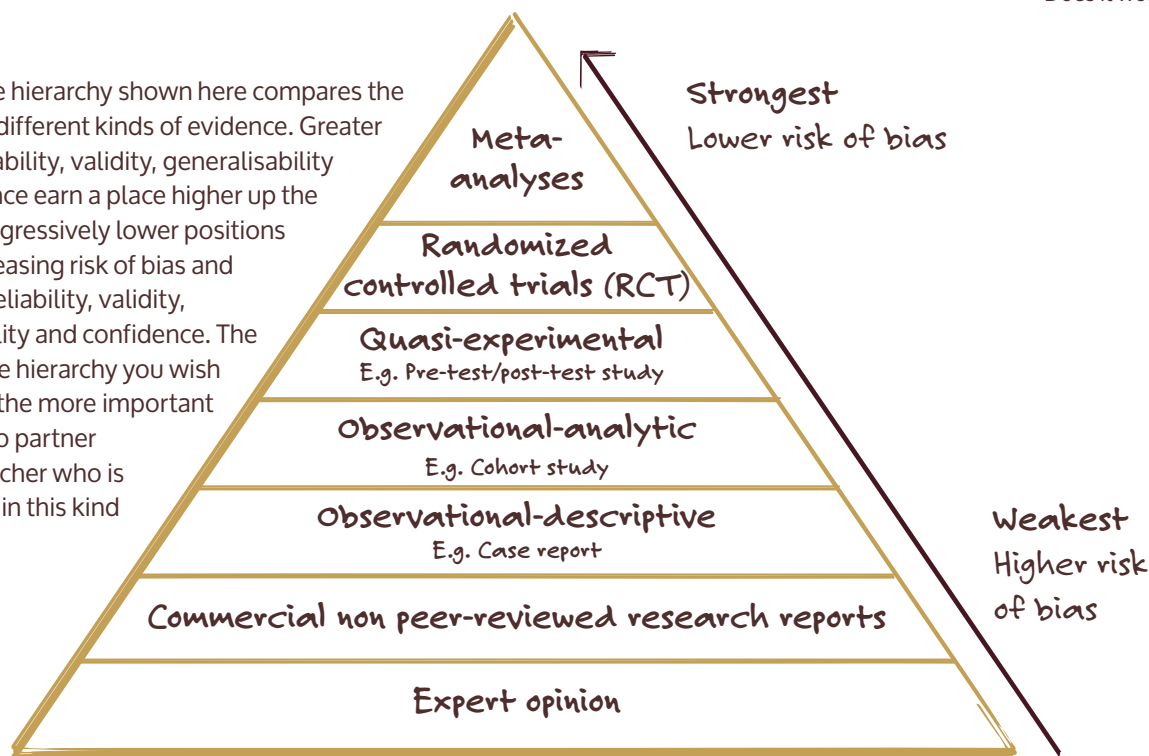 e hierarchy shown here compares the
different kinds of evidence. Greater
ability, validity, generalisability
nce earn a place higher up the
gressively lower positions
easing risk of bias and
eliability, validity,
lity and confidence. The
e hierarchy you wish
the more important
o partner
cher who is
in this kind
Strongest
Lower risk of bias
Meta-
analyses
Randomized
controlled trials (RCT)
Quasi-experimental
E.g. Pre-test/post-test study
Observational-analytic
E.g. Cohort study
Observational-descriptive
E.g. Case report
Commercial non peer-reviewed research reports
Expert opinion
Weakest
Higher risk
of bias